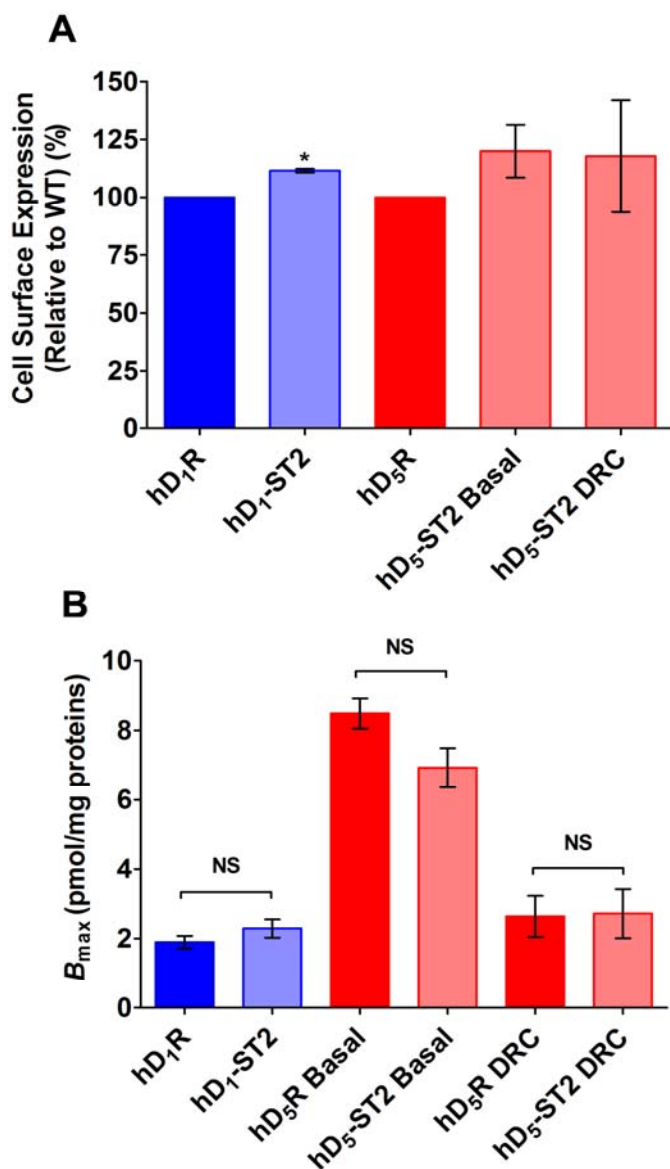 A
Cell Surface Expression
(Relative to WT) (%)
150
125
100
75
50
25
0
*
hD₁R
hD₁-ST2
hD₅R
hD₅-ST2 Basal
hD₅-ST2 DRC
B
Bmax (pmol/mg proteins)
10
8
6
4
2
0
NS
NS
NS
hD₁R
hD₁-ST2
hD₅R Basal
hD₅-ST2 Basal
hD₅R DRC
hD₅-ST2 DRC